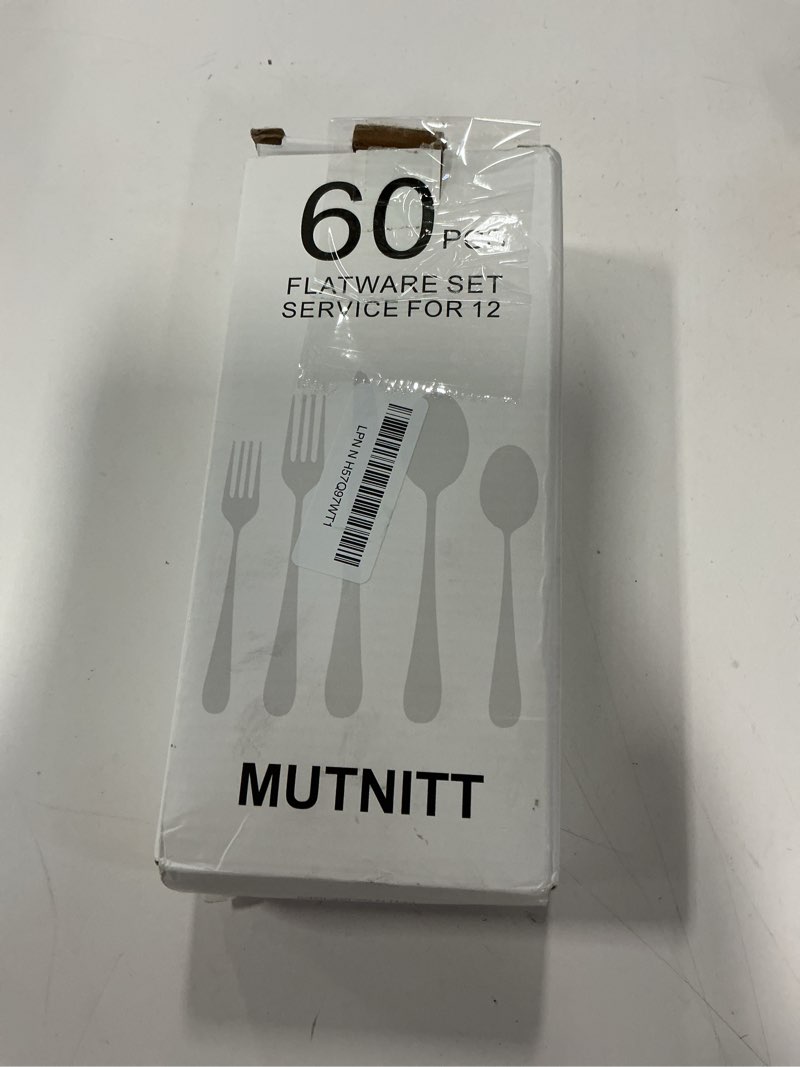 60 PCS
FLATWARE SET
SERVICE FOR 12
LPN N H57Q97WT1
MUTNITT